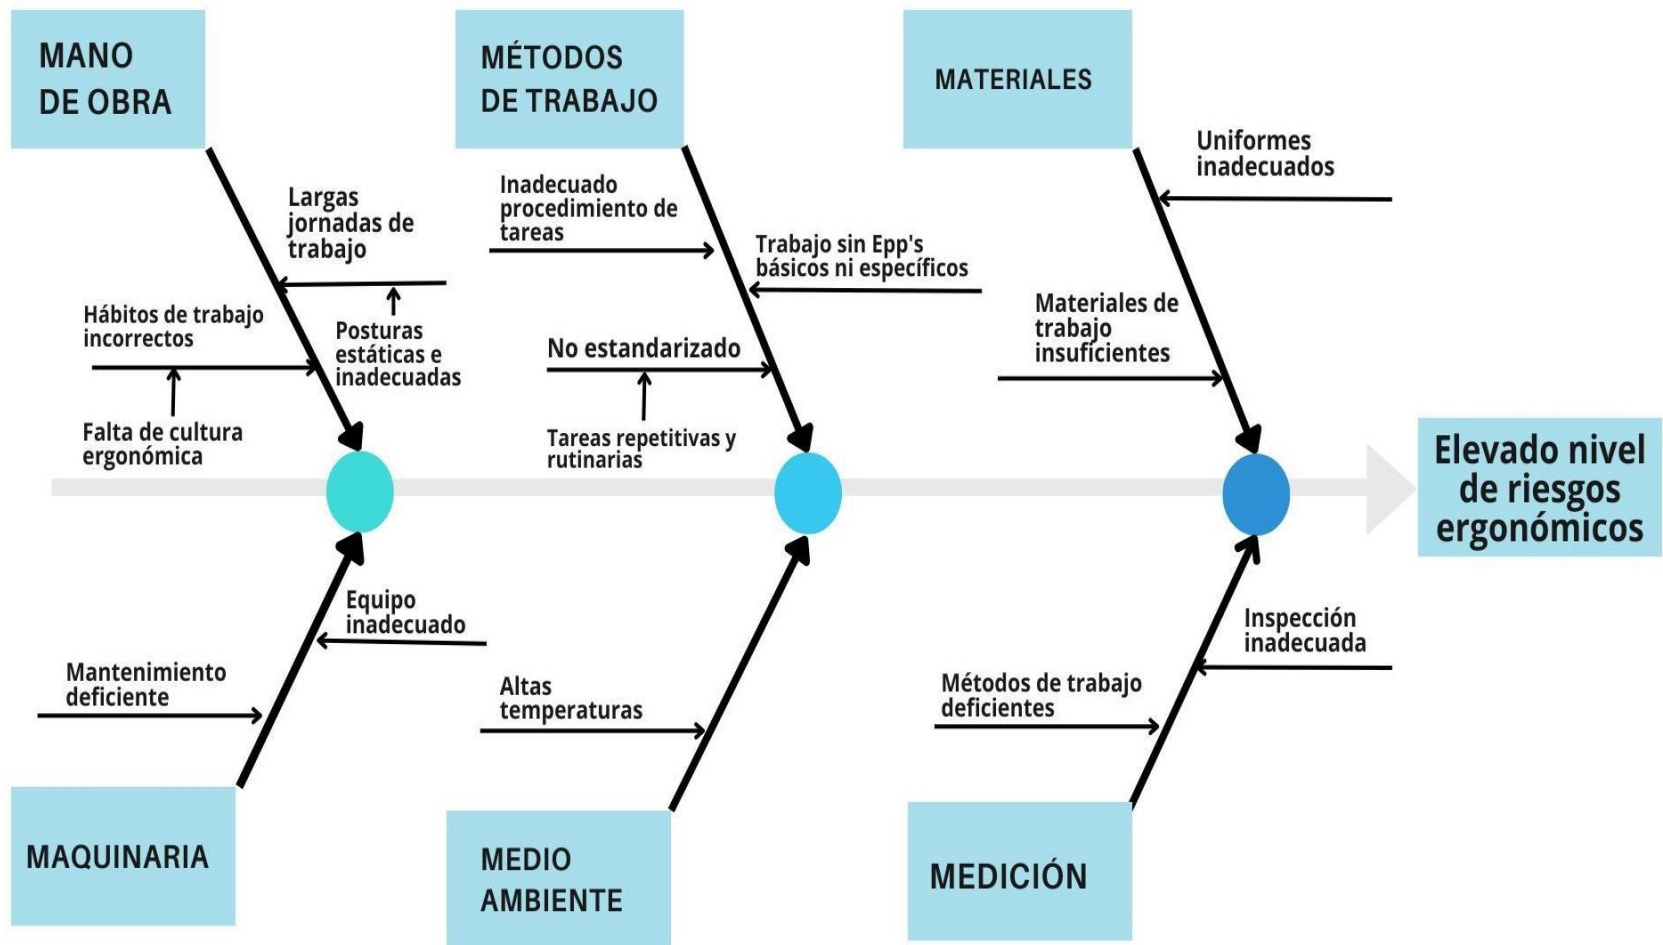 MANO
DE OBRA
MÉTODOS
DE TRABAJO
MATERIALES
Largas
jornadas de
trabajo
Hábitos de trabajo
incorrectos
Posturas
estáticas e
inadecuadas
Falta de cultura
ergonómica
Inadecuado
procedimiento de
tareas
Trabajo sin Epp's
básicos ni específicos
No estandarizado
Tareas repetitivas y
rutinarias
Uniformes
inadecuados
Materiales de
trabajo
insuficientes
Elevado nivel
de riesgos
ergonómicos
Equipo
inadecuado
Mantenimiento
deficiente
Altas
temperaturas
Inspección
inadecuada
Métodos de trabajo
deficientes
MAQUINARIA
MEDIO
AMBIENTE
MEDICIÓN